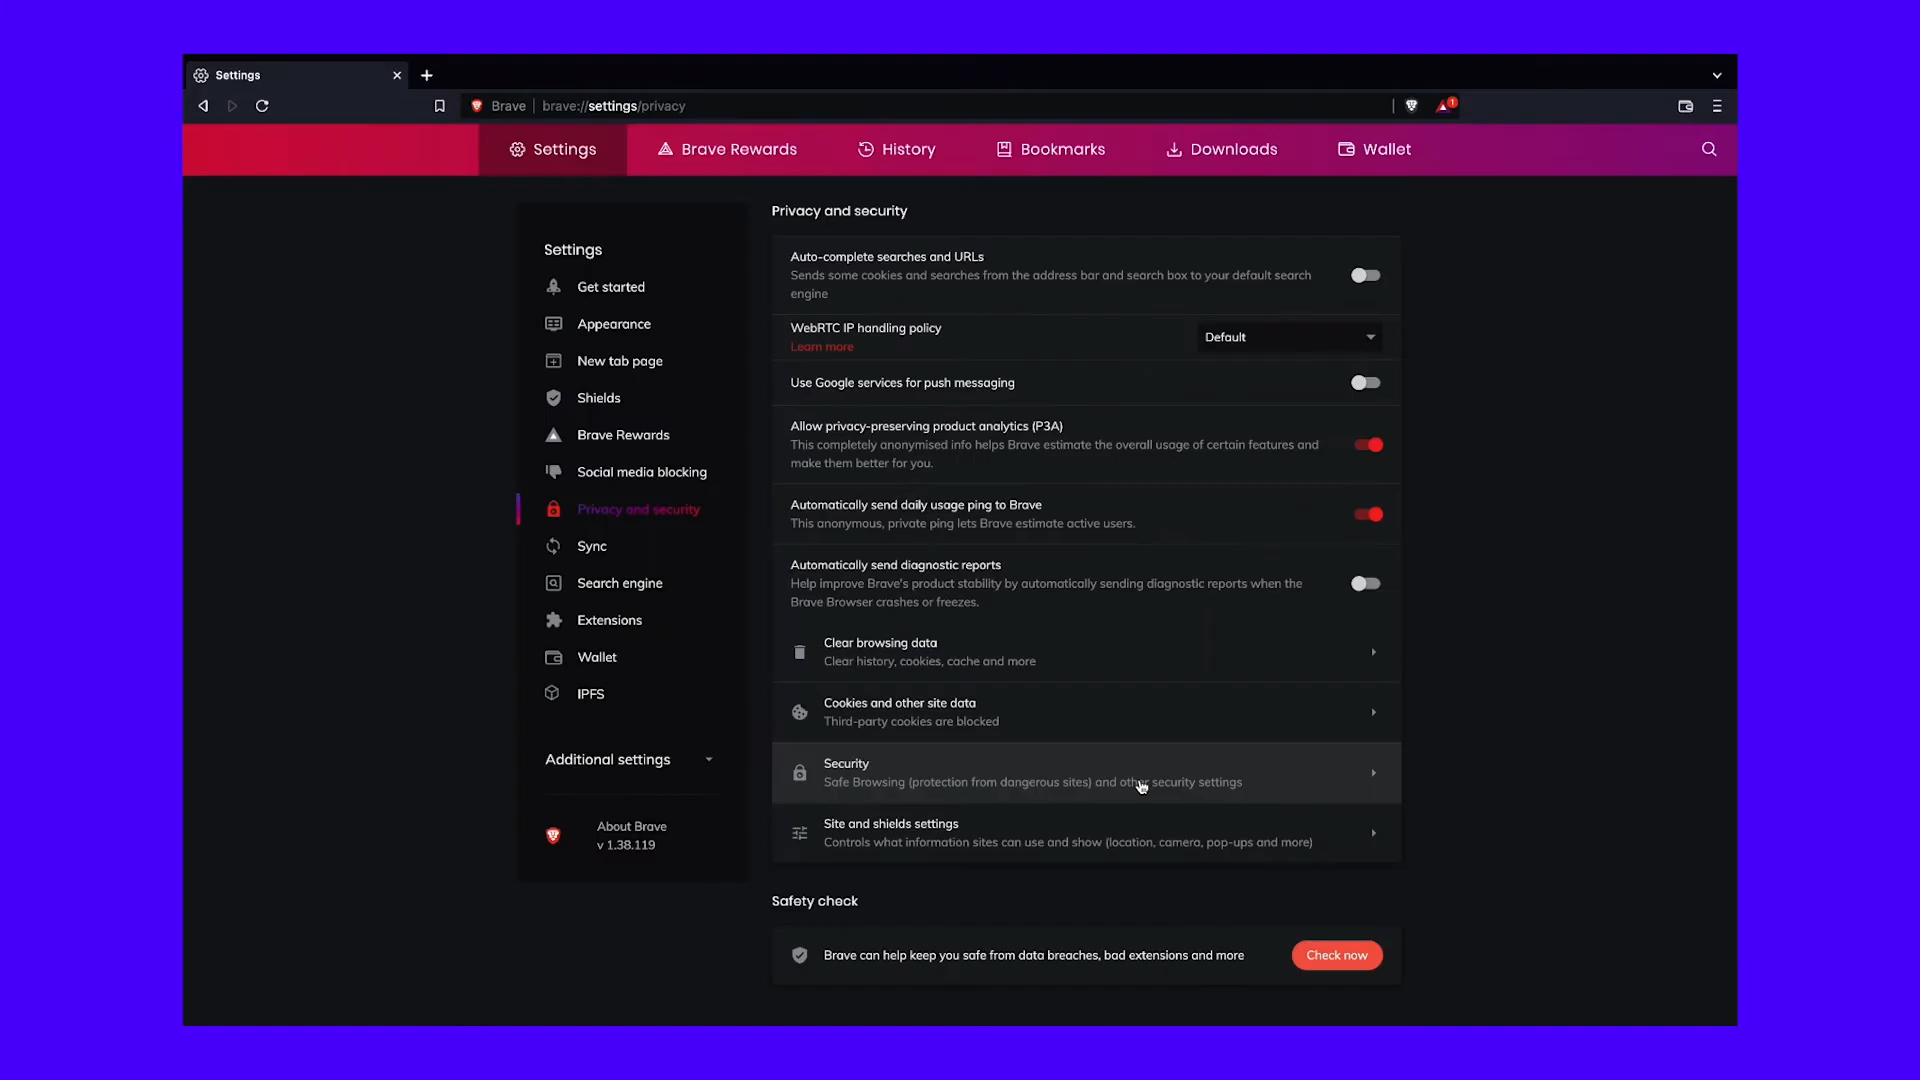 Settings
Brave brave://settings/privacy
1
Settings Brave Rewards History Bookmarks Downloads Wallet
Settings
Get started
Appearance
New tab page
Shields
Brave Rewards
Social media blocking
Privacy and security
Sync
Search engine
Extensions
Wallet
IPFS
Additional settings
About Brave
v 1.38.119
Privacy and security
Auto-complete searches and URLs
Sends some cookies and searches from the address bar and search box to your default search
engine
WebRTC IP handling policy
Learn more
Default
Use Google services for push messaging
Allow privacy-preserving product analytics (P3A)
This completely anonymised info helps Brave estimate the overall usage of certain features and
make them better for you.
Automatically send daily usage ping to Brave
This anonymous, private ping lets Brave estimate active users.
Automatically send diagnostic reports
Help improve Brave's product stability by automatically sending diagnostic reports when the
Brave Browser crashes or freezes.
Clear browsing data
Clear history, cookies, cache and more
Cookies and other site data
Third-party cookies are blocked
Security
Safe Browsing (protection from dangerous sites) and other security settings
Site and shields settings
Controls what information sites can use and show (location, camera, pop-ups and more)
Safety check
Brave can help keep you safe from data breaches, bad extensions and more
Check now